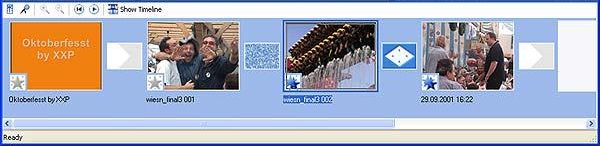 Show Timeline
Oktoberfesst
by XXP
Oktoberfesst by XXP
wiesn_final3 001
wiesn_final3 002
29.09.2001 16:22
Ready